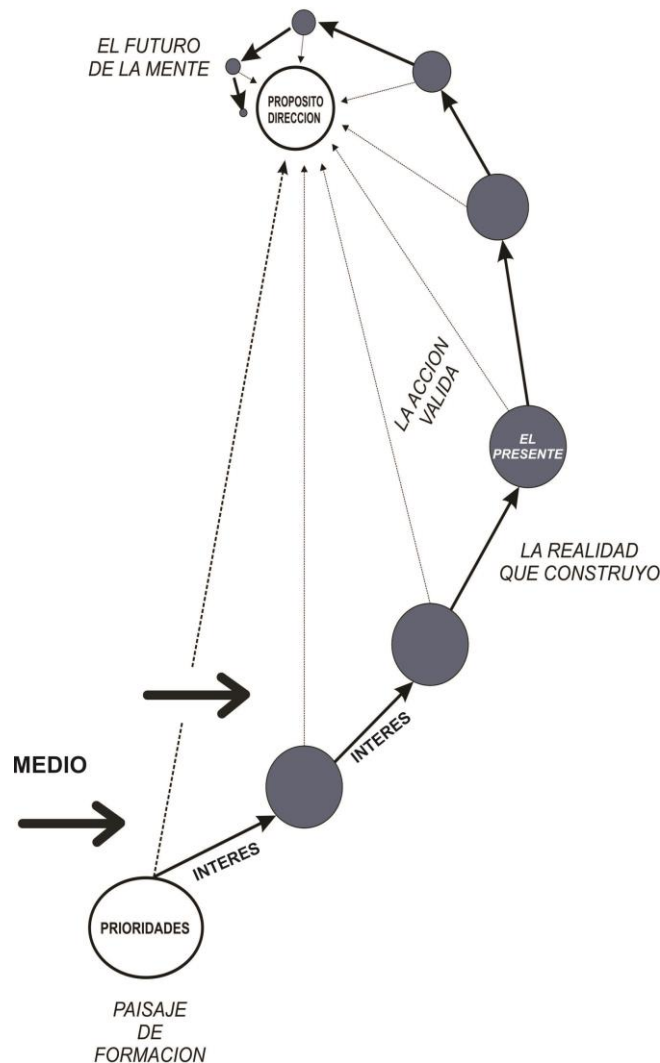 EL FUTURO
DE LA MENTE
PROPOSITO
DIRECCION
LA ACCION
VALIDA
EL
PRESENTE
LA REALIDAD
QUE CONSTRUYO
INTERES
MEDIO
INTERES
PRIORIDADES
PAISAJE
DE
FORMACION